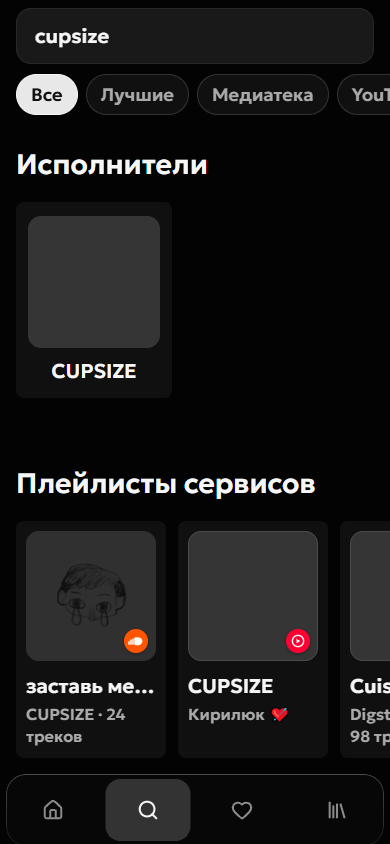 cupsize
Все
Лучшие
Медиатека
YouT
Исполнители
CUPSIZE
Плейлисты сервисов
заставь ме...
CUPSIZE • 24
треков
CUPSIZE
Кирилюк 💔
Cuis
Digst
98 тр